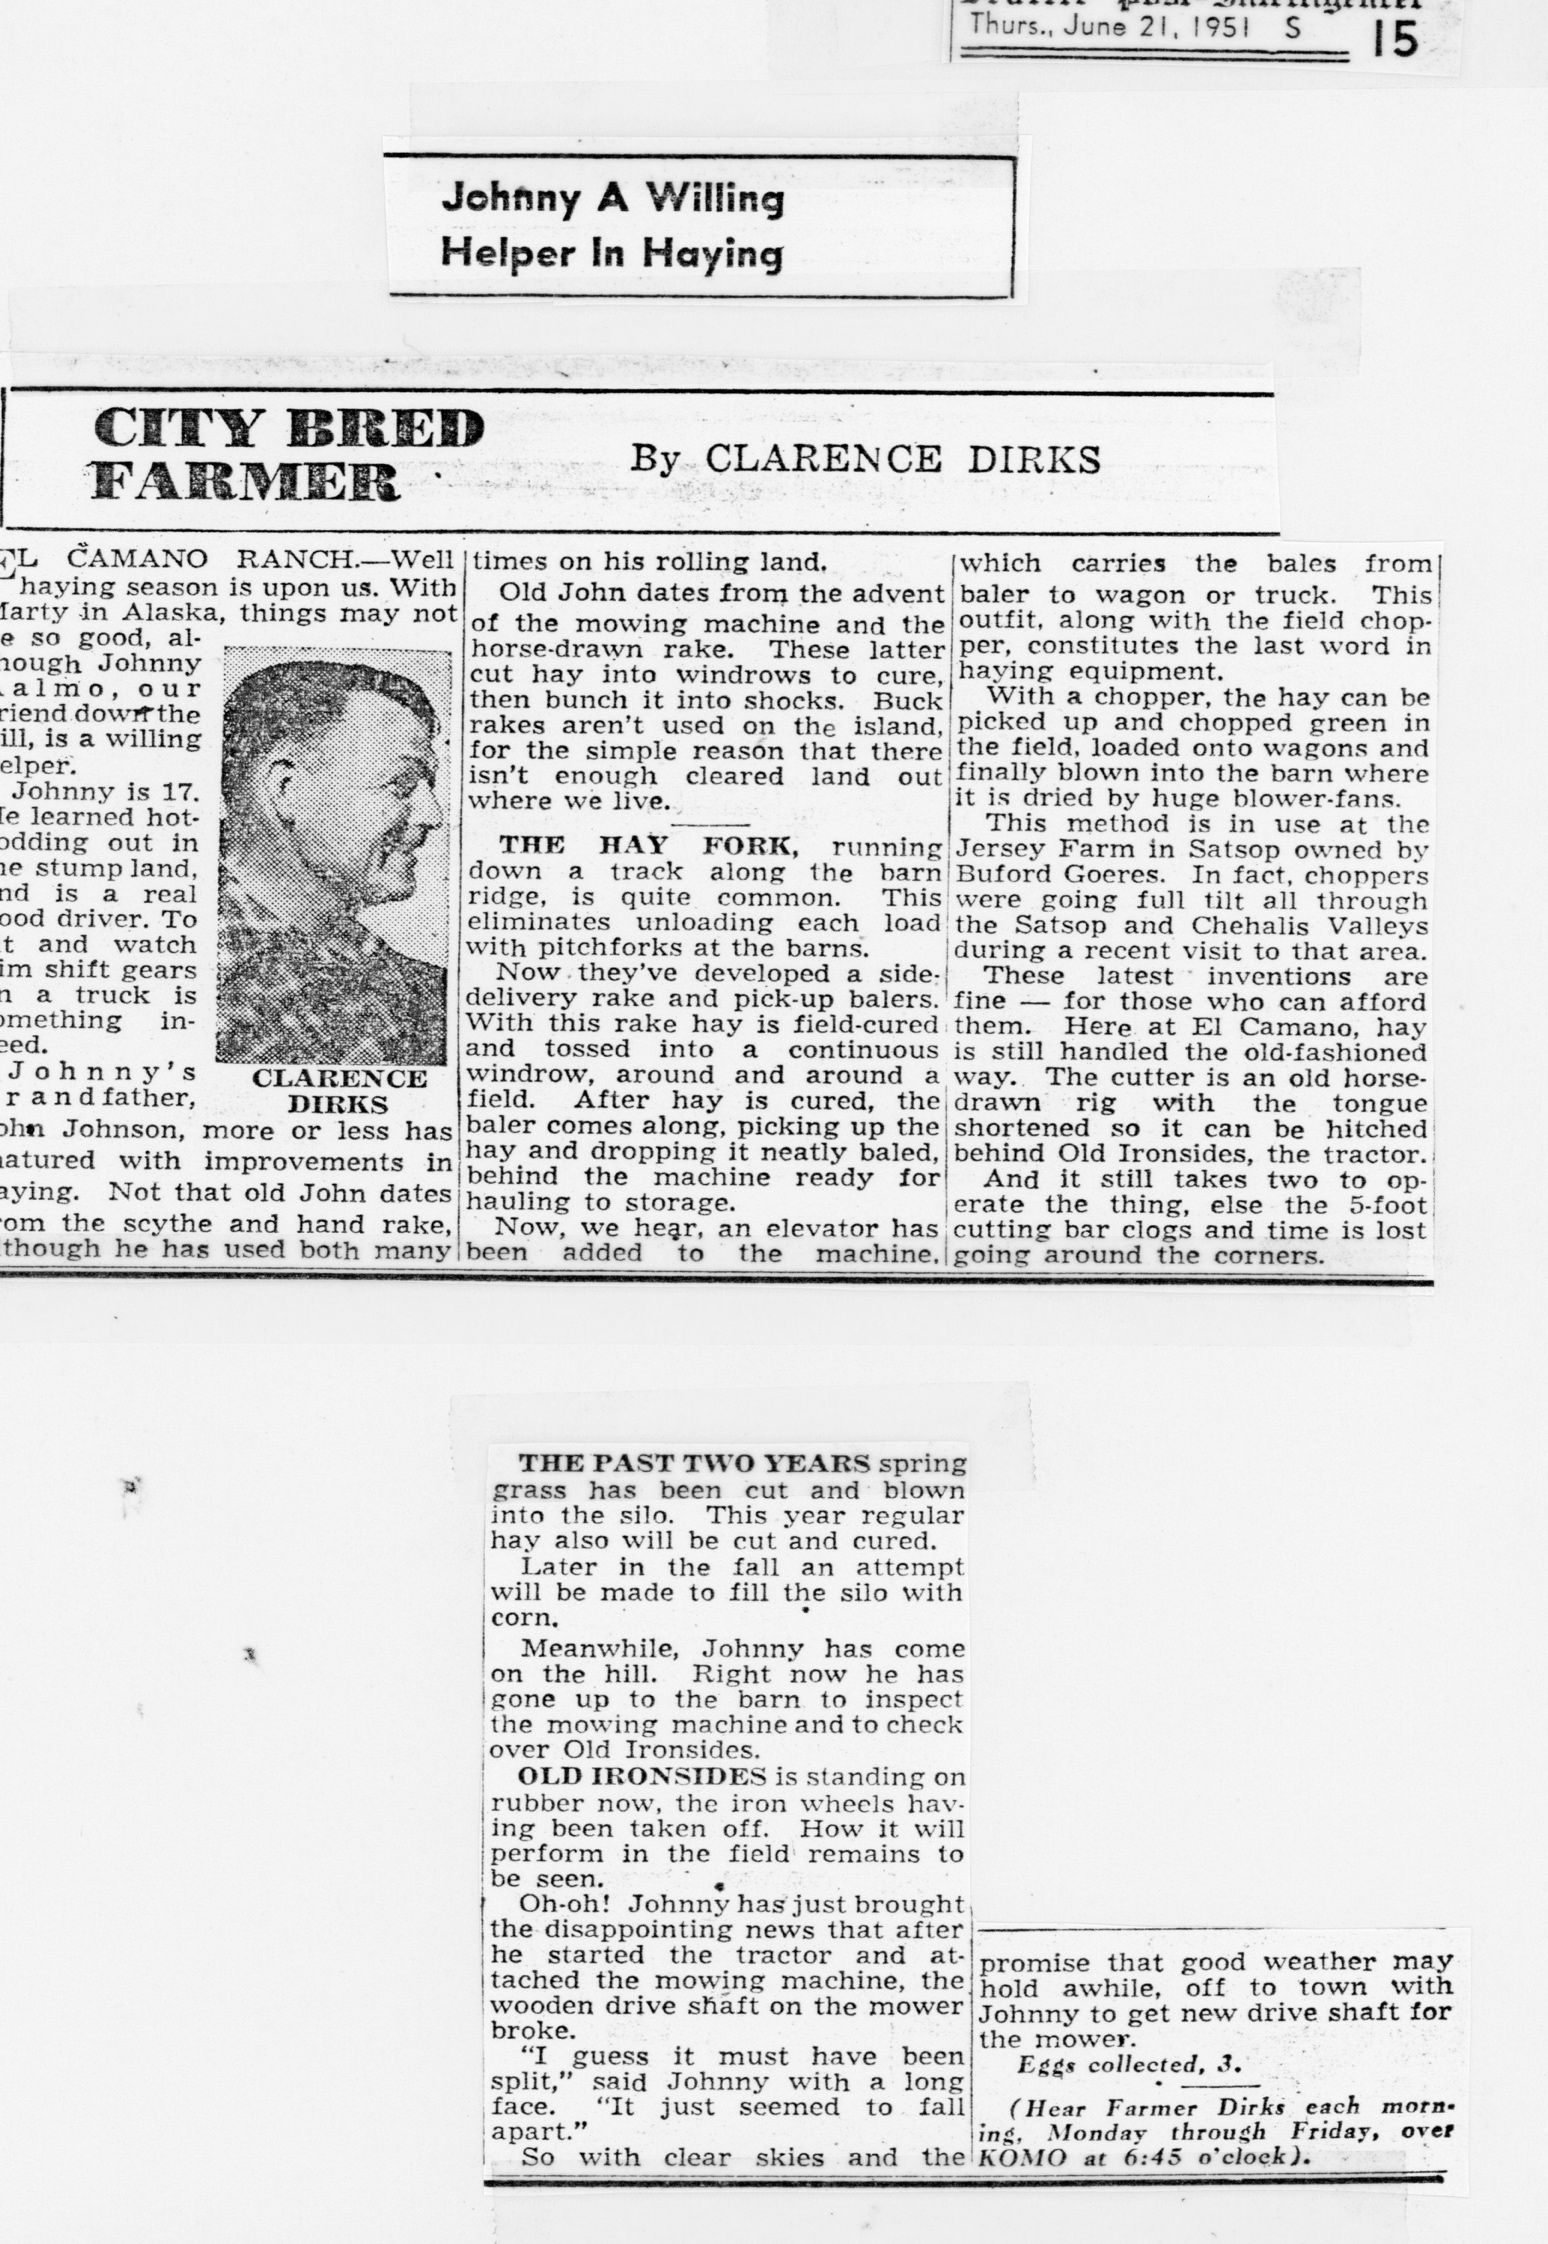 Thurs., June 21, 1951 S 15
Johnny A Willing
Helper In Haying
CITY BRED
FARMER
By CLARENCE DIRKS
EL CAMANO RANCH.—Well
haying season is upon us. With
arty in Alaska, things may not
e so good, al-
hough Johnny
almo, our
riend down the
ill, is a willing
elper.
Johnny is 17.
He learned hot-
odding out in
he stump land,
nd is a real
ood driver. To
it and watch
im shift gears
n a truck is
omething in-
eed.
Johnny's
randfather,
ohn Johnson, more or less has
atured with improvements in
aying. Not that old John dates
rom the scythe and hand rake,
lthough he has used both many
CLARENCE
DIRKS
times on his rolling land.
Old John dates from the advent
of the mowing machine and the
horse-drawn rake. These latter
cut hay into windrows to cure,
then bunch it into shocks. Buck
rakes aren't used on the island,
for the simple reason that there
isn't enough cleared land out
where we live.
THE HAY FORK, running
down a track along the barn
ridge, is quite common. This
eliminates unloading each load
with pitchforks at the barns.
Now they've developed a side-
delivery rake and pick-up balers.
With this rake hay is field-cured
and tossed into a continuous
windrow, around and around a
field. After hay is cured, the
baler comes along, picking up the
hay and dropping it neatly baled,
behind the machine ready for
hauling to storage.
Now, we hear, an elevator has
been added to the machine,
which carries the bales from
baler to wagon or truck. This
outfit, along with the field chop-
per, constitutes the last word in
haying equipment.
With a chopper, the hay can be
picked up and chopped green in
the field, loaded onto wagons and
finally blown into the barn where
it is dried by huge blower-fans.
This method is in use at the
Jersey Farm in Satsop owned by
Buford Goeres. In fact, choppers
were going full tilt all through
the Satsop and Chehalis Valleys
during a recent visit to that area.
These latest inventions are
fine — for those who can afford
them. Here at El Camano, hay
is still handled the old-fashioned
way. The cutter is an old horse-
drawn rig with the tongue
shortened so it can be hitched
behind Old Ironsides, the tractor.
And it still takes two to op-
erate the thing, else the 5-foot
cutting bar clogs and time is lost
going around the corners.
THE PAST TWO YEARS spring
grass has been cut and blown
into the silo. This year regular
hay also will be cut and cured.
Later in the fall an attempt
will be made to fill the silo with
corn.
Meanwhile, Johnny has come
on the hill. Right now he has
gone up to the barn to inspect
the mowing machine and to check
over Old Ironsides.
OLD IRONSIDES is standing on
rubber now, the iron wheels hav-
ing been taken off. How it will
perform in the field remains to
be seen.
Oh-oh! Johnny has just brought
the disappointing news that after
he started the tractor and at-
tached the mowing machine, the
wooden drive shaft on the mower
broke.
"I guess it must have been
split," said Johnny with a long
face. "It just seemed to fall
apart."
So with clear skies and the
promise that good weather may
hold awhile, off to town with
Johnny to get new drive shaft for
the mower.
Eggs collected, 3.
(Hear Farmer Dirks each morn-
ing, Monday through Friday, over
KOMO at 6:45 o'clock).